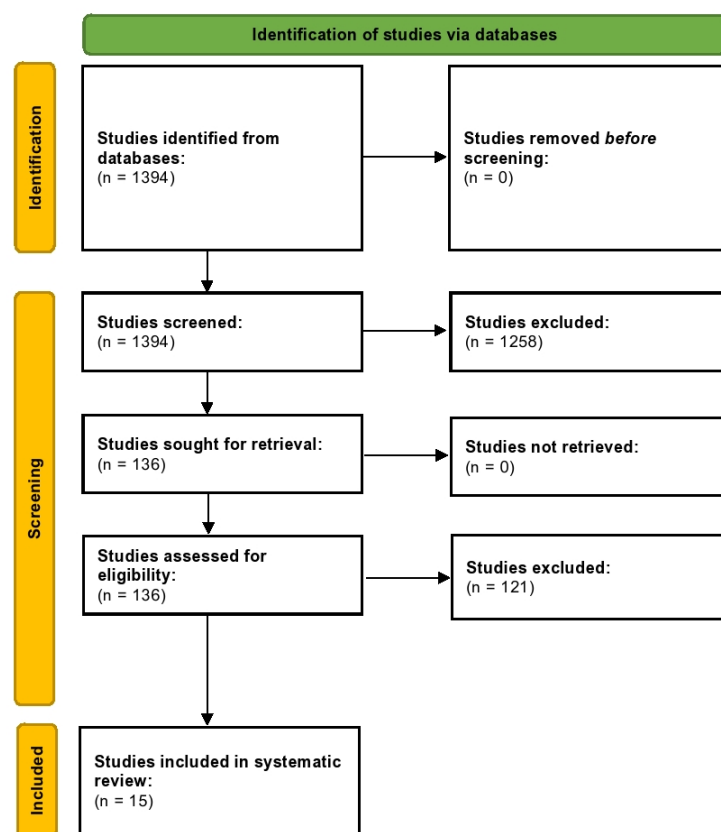 Identification of studies via databases
Identification
Studies identified from
databases:
(n = 1394)
Studies removed before
screening:
(n = 0)
Screening
Studies screened:
(n = 1394)
Studies excluded:
(n = 1258)
Studies sought for retrieval:
(n = 136)
Studies not retrieved:
(n = 0)
Studies assessed for
eligibility:
(n = 136)
Studies excluded:
(n = 121)
Included
Studies included in systematic
review:
(n = 15)